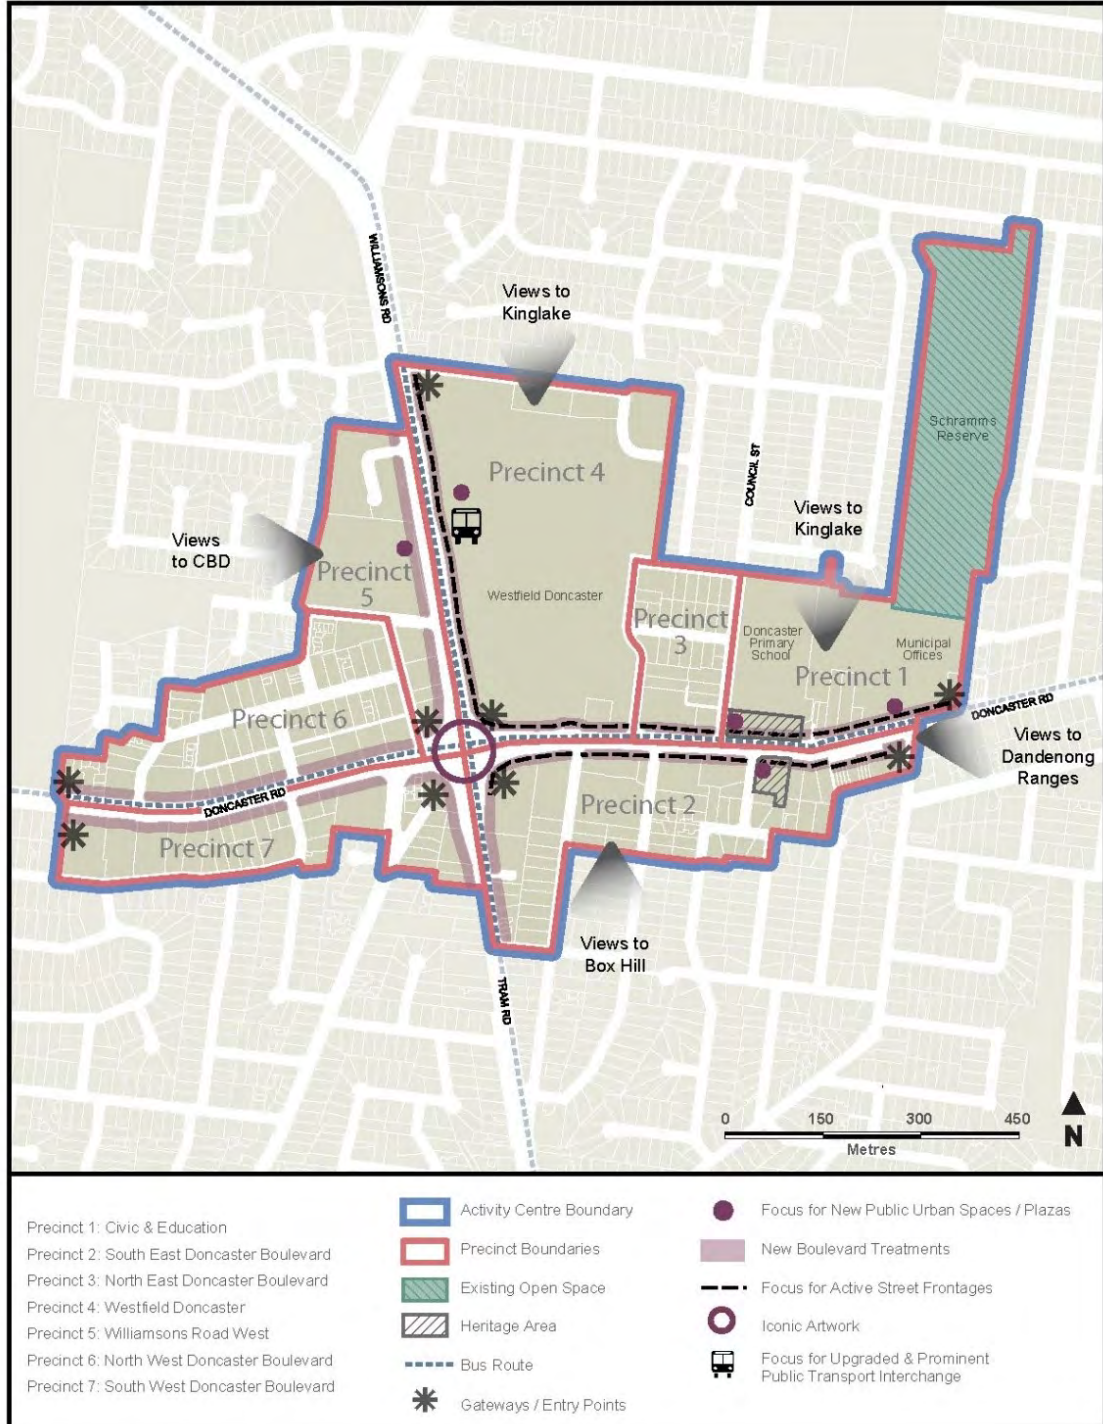 WILLIAMSONS RD
Views to
Kinglake
Schramms
Reserve
Precinct 4
COUNCIL ST
Views to
Kinglake
Views
to CBD
Precinct
5
Westfield Doncaster
Precinct
3
Doncaster
Primary
School
Municipal
Offices
Precinct 1
Precinct 6
DONCASTER RD
Views to
Dandenong
Ranges
DONCASTER RD
Precinct 2
Precinct 7
Views to
Box Hill
TRAM RD
0 150 300 450
Metres
N
Precinct 1: Civic & Education
Precinct 2: South East Doncaster Boulevard
Precinct 3: North East Doncaster Boulevard
Precinct 4: Westfield Doncaster
Precinct 5: Williamsons Road West
Precinct 6: North West Doncaster Boulevard
Precinct 7: South West Doncaster Boulevard
Activity Centre Boundary
Precinct Boundaries
Existing Open Space
Heritage Area
Bus Route
Gateways / Entry Points
Focus for New Public Urban Spaces / Plazas
New Boulevard Treatments
Focus for Active Street Frontages
Iconic Artwork
Focus for Upgraded & Prominent
Public Transport Interchange